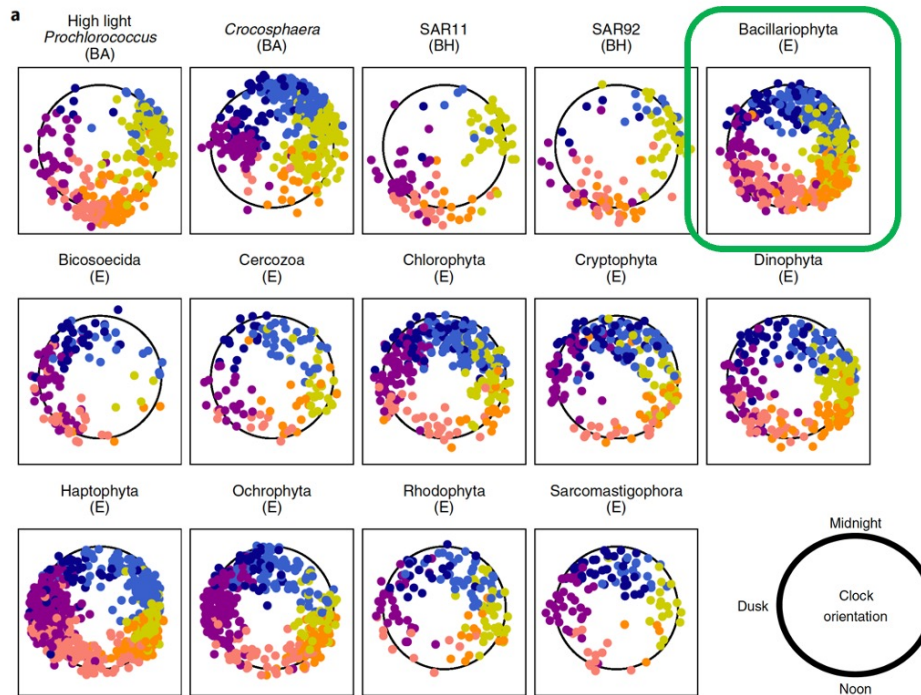 a
High light
Prochlorococcus
(BA)
Crocosphaera
(BA)
SAR11
(BH)
SAR92
(BH)
Bacillariophyta
(E)
Bicosoecida
(E)
Cercozoa
(E)
Chlorophyta
(E)
Cryptophyta
(E)
Dinophyta
(E)
Haptophyta
(E)
Ochrophyta
(E)
Rhodophyta
(E)
Sarcomastigophora
(E)
Midnight
Dusk
Clock
orientation
Noon